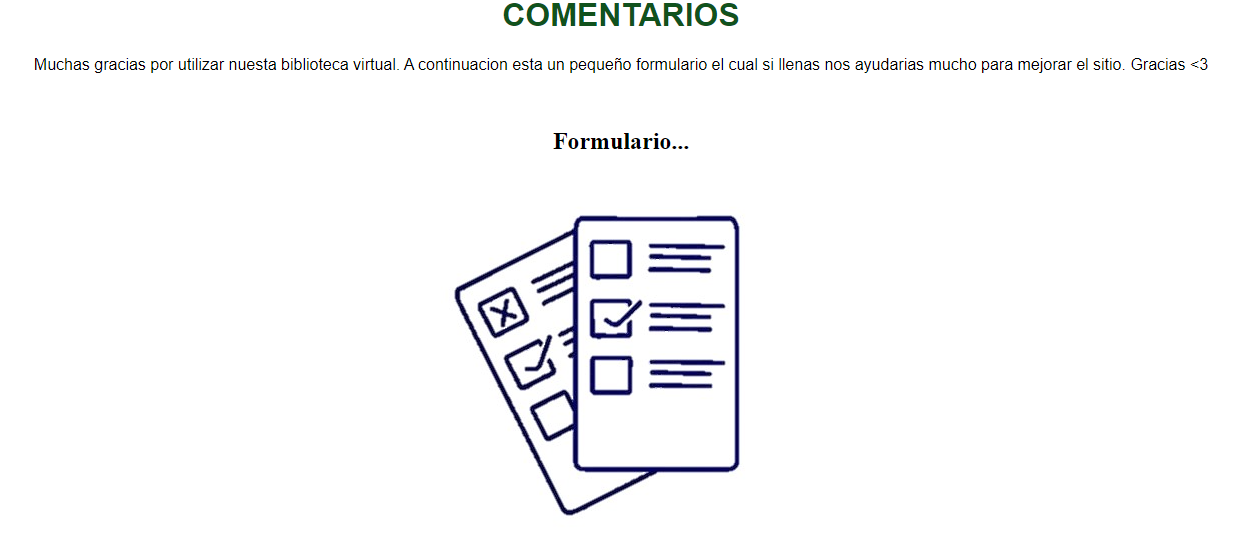 COMENTARIOS
Muchas gracias por utilizar nuesta biblioteca virtual. A continuacion esta un pequeño formulario el cual si llenas nos ayudarias mucho para mejorar el sitio. Gracias <3
Formulario...